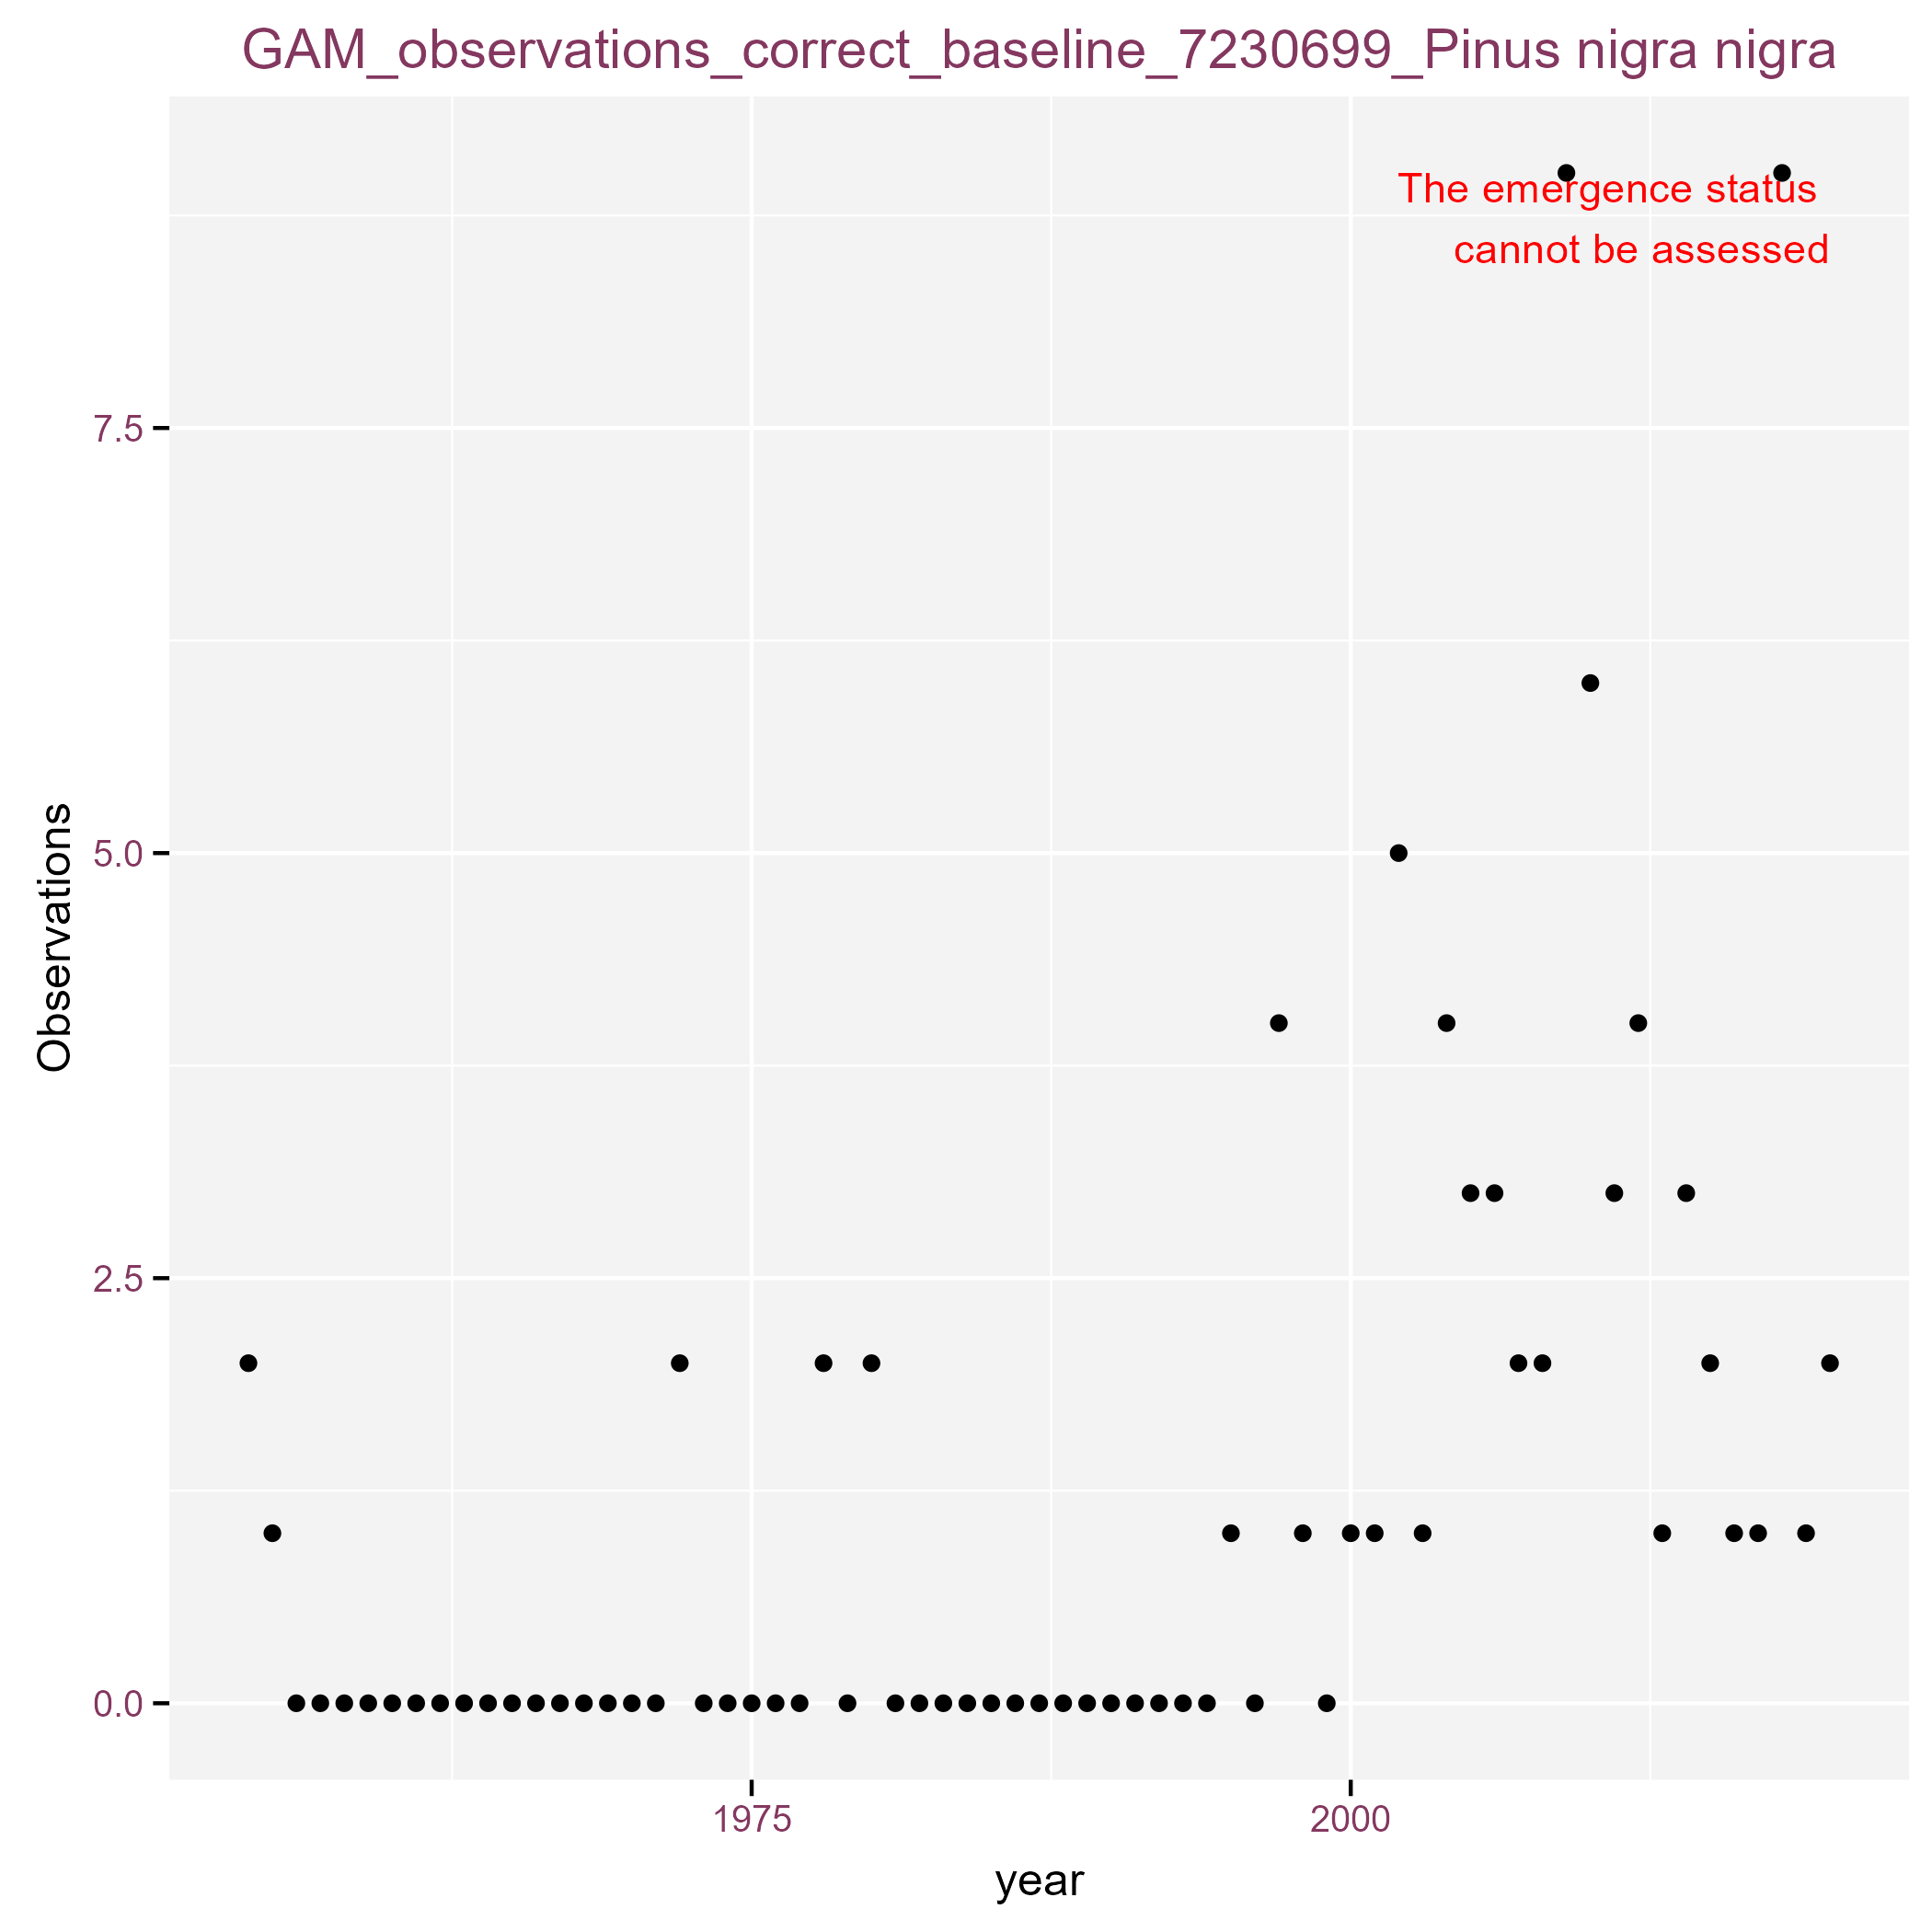 GAM_observations_correct_baseline_7230699_Pinus nigra nigra
The emergence status
cannot be assessed
7.5
5.0
2.5
0.0
Observations
1975
2000
year